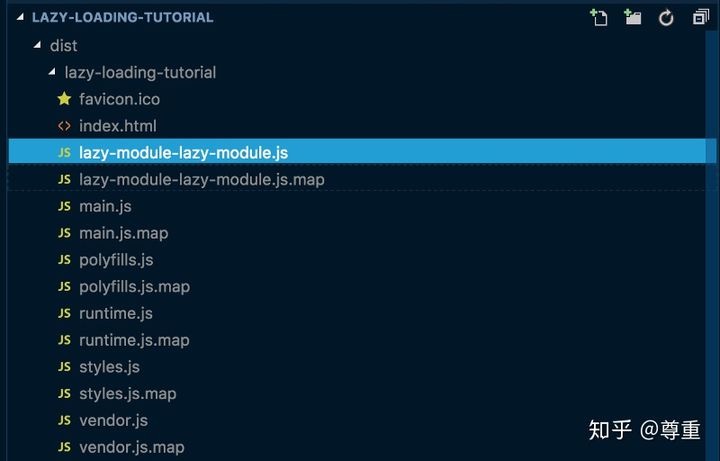 LAZY-LOADING-TUTORIAL
dist
lazy-loading-tutorial
favicon.ico
<> index.html
JS lazy-module-lazy-module.js
JS lazy-module-lazy-module.js.map
JS main.js
JS main.js.map
JS polyfills.js
JS polyfills.js.map
JS runtime.js
JS runtime.js.map
JS styles.js
JS styles.js.map
JS vendor.js
JS vendor.js.map
知乎 @尊重